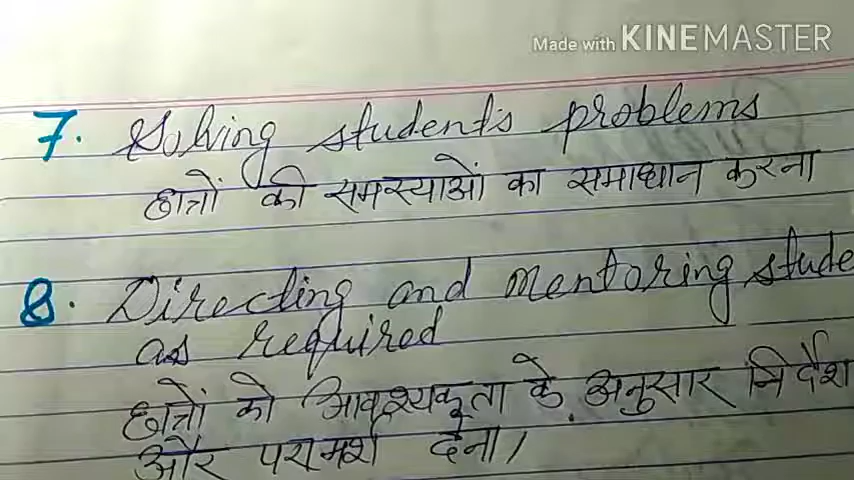 Made with KINEMASTER
7. Solving student's problems
छात्रों की समस्याओं का समाधान करना
8. Directing and mentoring stude
as required
छात्रों को आवश्यकता के अनुसार निर्देश
और परामर्श देना।